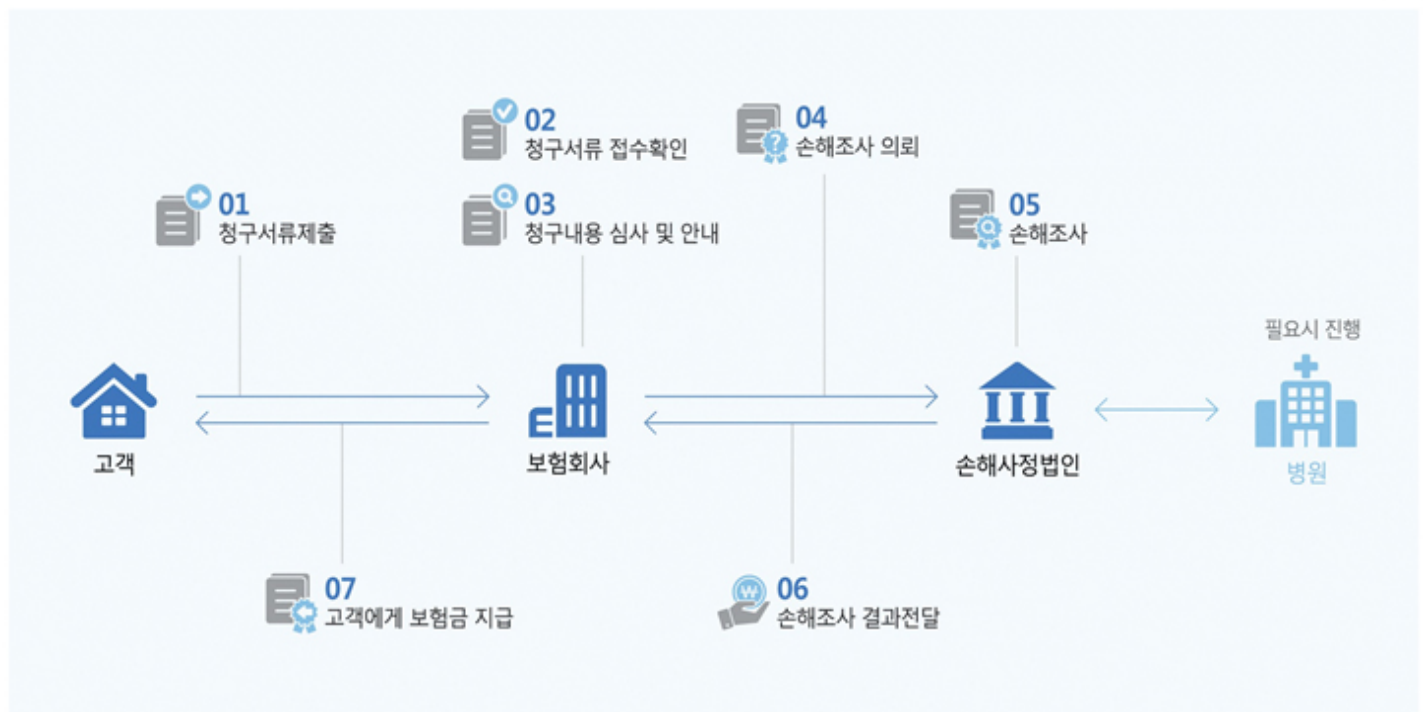 02
청구서류 접수확인
04
손해조사 의뢰
01
청구서류제출
03
청구내용 심사 및 안내
05
손해조사
필요시 진행
고객
보험회사
손해사정법인
병원
07
고객에게 보험금 지급
06
손해조사 결과전달